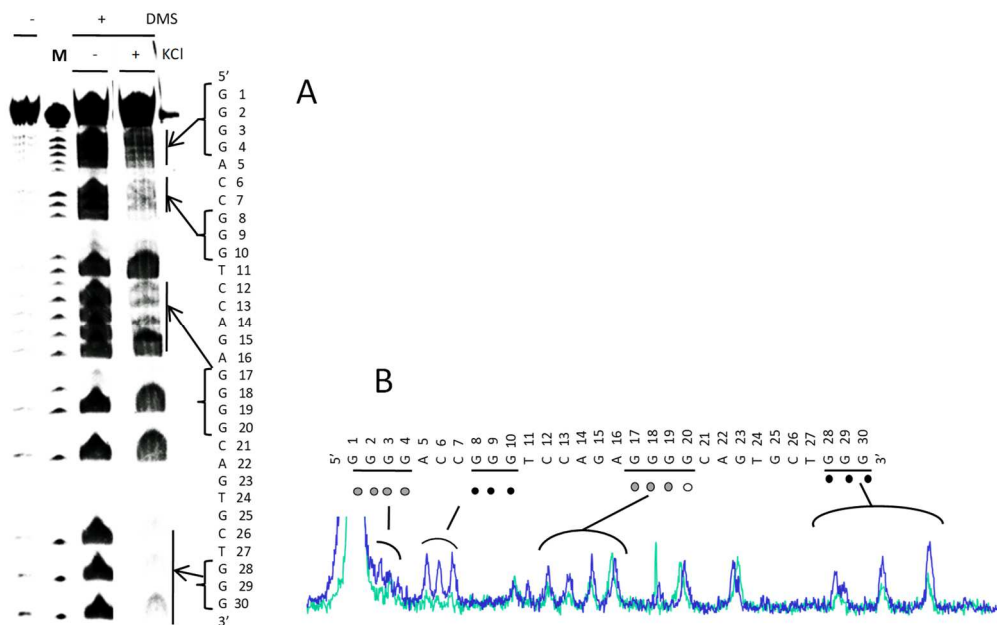 - + DMS
M - + KCl
5’
G 1
G 2
G 3
G 4
A 5
C 6
C 7
G 8
G 9
G 10
T 11
C 12
C 13
A 14
G 15
A 16
G 17
G 18
G 19
G 20
C 21
A 22
G 23
T 24
G 25
C 26
T 27
G 28
G 29
G 30
3’
A
B
5’ G 1 G 2 G 3 G 4 A 5 C 6 C 7 G 8 G 9 G 10 T 11 C 12 C 13 A 14 G 15 A 16 G 17 G 18 G 19 G 20 C 21 A 22 G 23 T 24 G 25 C 26 T 27 G 28 G 29 G 30 3’